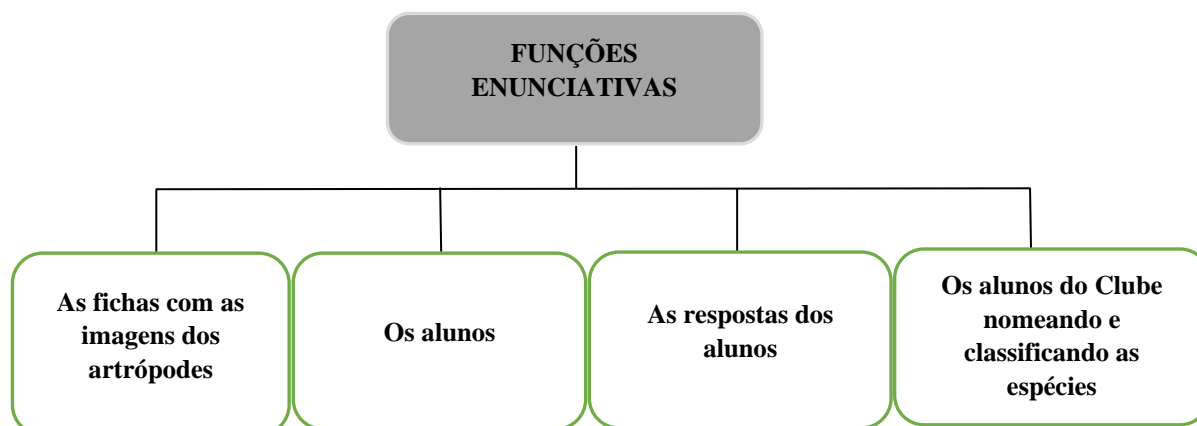 FUNÇÕES
ENUNCIATIVAS
As fichas com as
imagens dos
artrópodes
Os alunos
As respostas dos
alunos
Os alunos do Clube
nomeando e
classificando as
espécies